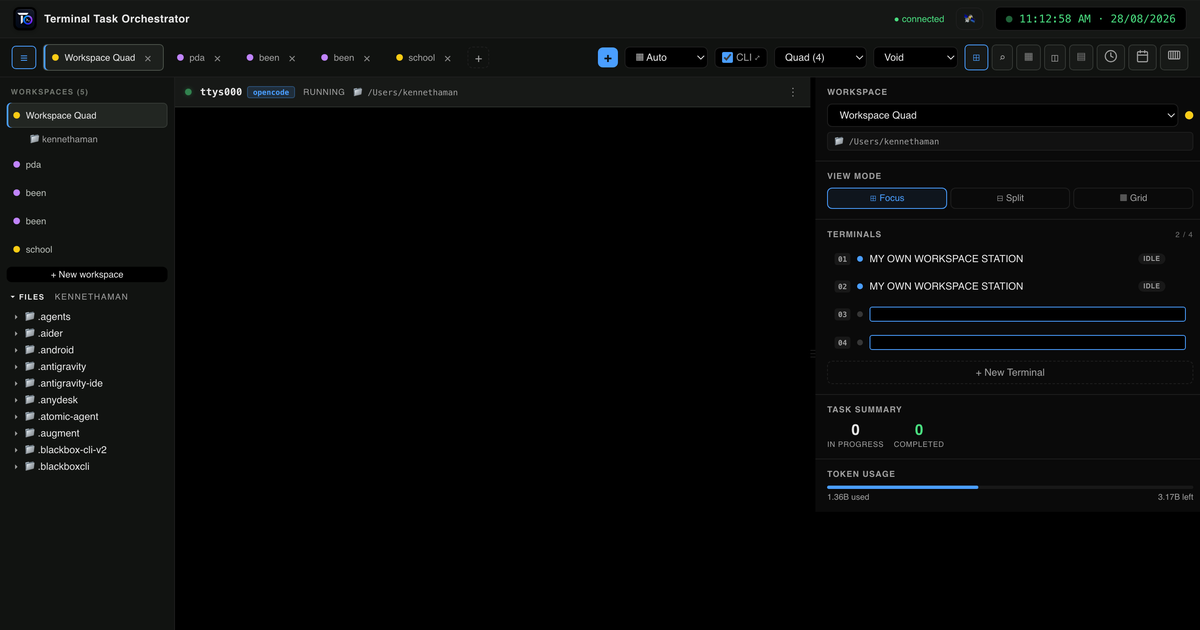 Terminal Task Orchestrator
connected
11:12:58 AM · 28/08/2026
Workspace Quad ×
pda ×
been ×
been ×
school ×
+
+
Auto
CLI
Quad (4)
Void
WORKSPACES (5)
Workspace Quad
kennethaman
pda
been
been
school
+ New workspace
FILES KENNETHAMAN
.agents
.aider
.android
.antigravity
.antigravity-ide
.anydesk
.atomic-agent
.augment
.blackbox-cli-v2
.blackboxcli
ttys000 opencode RUNNING /Users/kennethaman
WORKSPACE
Workspace Quad
/Users/kennethaman
VIEW MODE
Focus
Split
Grid
TERMINALS 2 / 4
01 MY OWN WORKSPACE STATION IDLE
02 MY OWN WORKSPACE STATION IDLE
03
04
+ New Terminal
TASK SUMMARY
0 0
IN PROGRESS COMPLETED
TOKEN USAGE
1.36B used 3.17B left